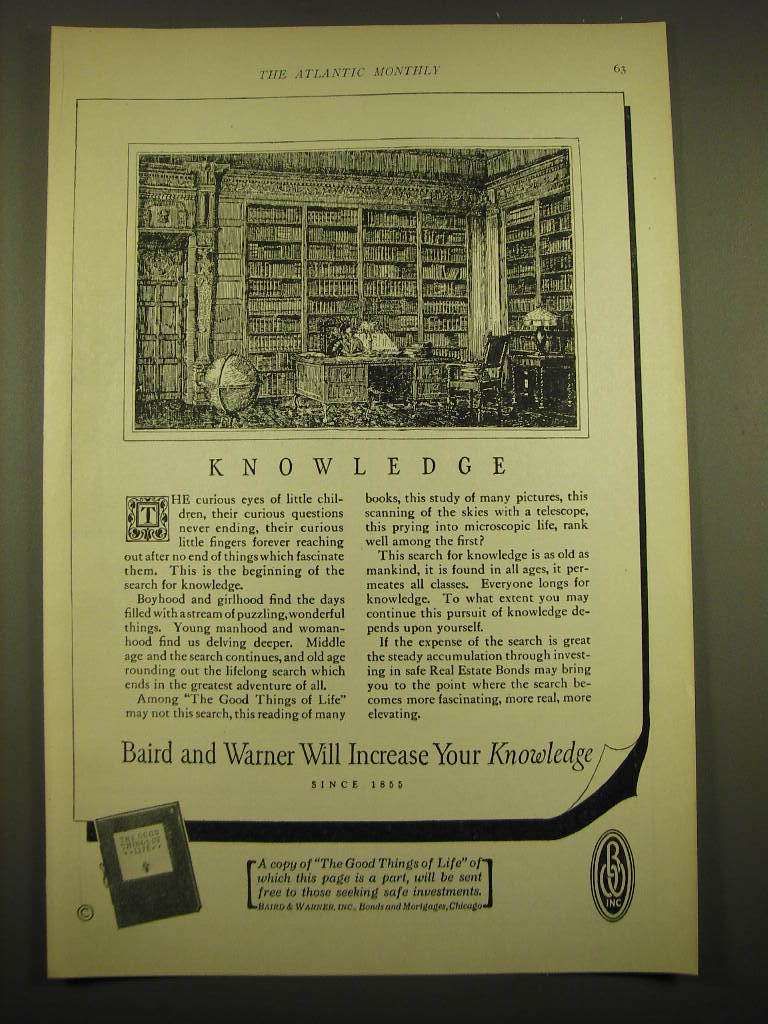 THE ATLANTIC MONTHLY
63
KNOWLEDGE
THE curious eyes of little chil-
dren, their curious questions
never ending, their curious
little fingers forever reaching
out after no end of things which fascinate
them. This is the beginning of the
search for knowledge.
Boyhood and girlhood find the days
filled with a stream of puzzling, wonderful
things. Young manhood and woman-
hood find us delving deeper. Middle
age and the search continues, and old age
rounding out the lifelong search which
ends in the greatest adventure of all.
Among "The Good Things of Life"
may not this search, this reading of many
books, this study of many pictures, this
scanning of the skies with a telescope,
this prying into microscopic life, rank
well among the first?
This search for knowledge is as old as
mankind, it is found in all ages, it per-
meates all classes. Everyone longs for
knowledge. To what extent you may
continue this pursuit of knowledge de-
pends upon yourself.
If the expense of the search is great
the steady accumulation through invest-
ing in safe Real Estate Bonds may bring
you to the point where the search be-
comes more fascinating, more real, more
elevating.
Baird and Warner Will Increase Your Knowledge
SINCE 1855
THE GOOD
THINGS OF
LIFE
©
A copy of "The Good Things of Life" of
which this page is a part, will be sent
free to those seeking safe investments.
BAIRD & WARNER, INC., Bonds and Mortgages, Chicago
B
INC